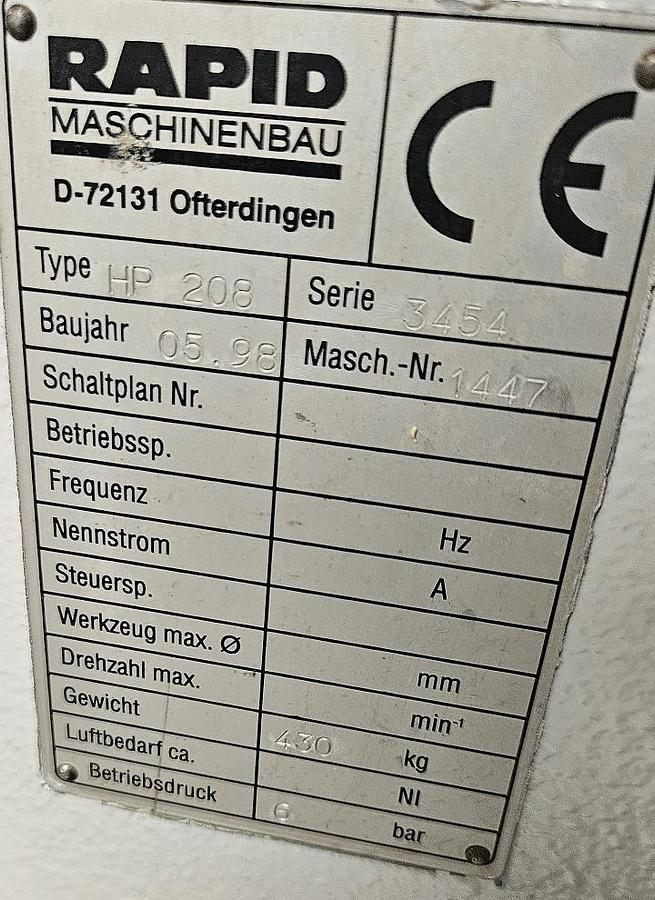 RAPID
MASCHINENBAU
D-72131 Ofterdingen
CE
Type HP 208 Serie 3454
Baujahr 05.98 Masch.-Nr. 1447
Schaltplan Nr.
Betriebssp.
Frequenz Hz
Nennstrom A
Steuersp.
Werkzeug max. Ø mm
Drehzahl max. min⁻¹
Gewicht 430 kg
Luftbedarf ca. Nl
Betriebsdruck 6 bar